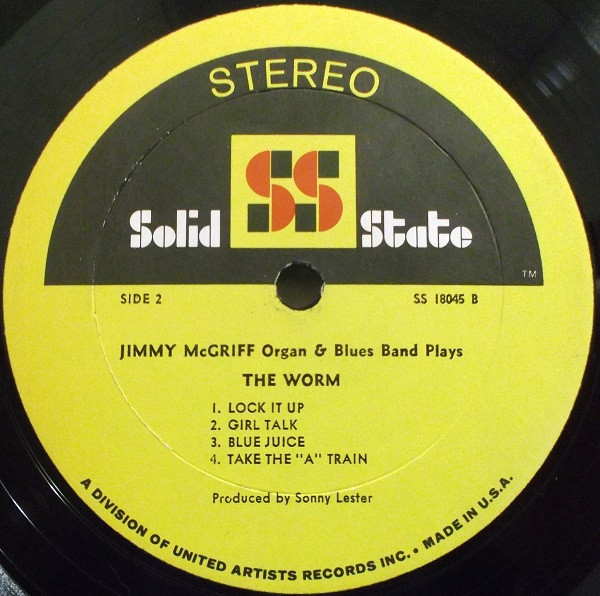 STEREO
SS
Solid State
TM
SIDE 2 SS 18045 B
JIMMY McGRIFF Organ & Blues Band Plays
THE WORM
1. LOCK IT UP
2. GIRL TALK
3. BLUE JUICE
4. TAKE THE "A" TRAIN
Produced by Sonny Lester
A DIVISION OF UNITED ARTISTS RECORDS INC. • MADE IN U.S.A.